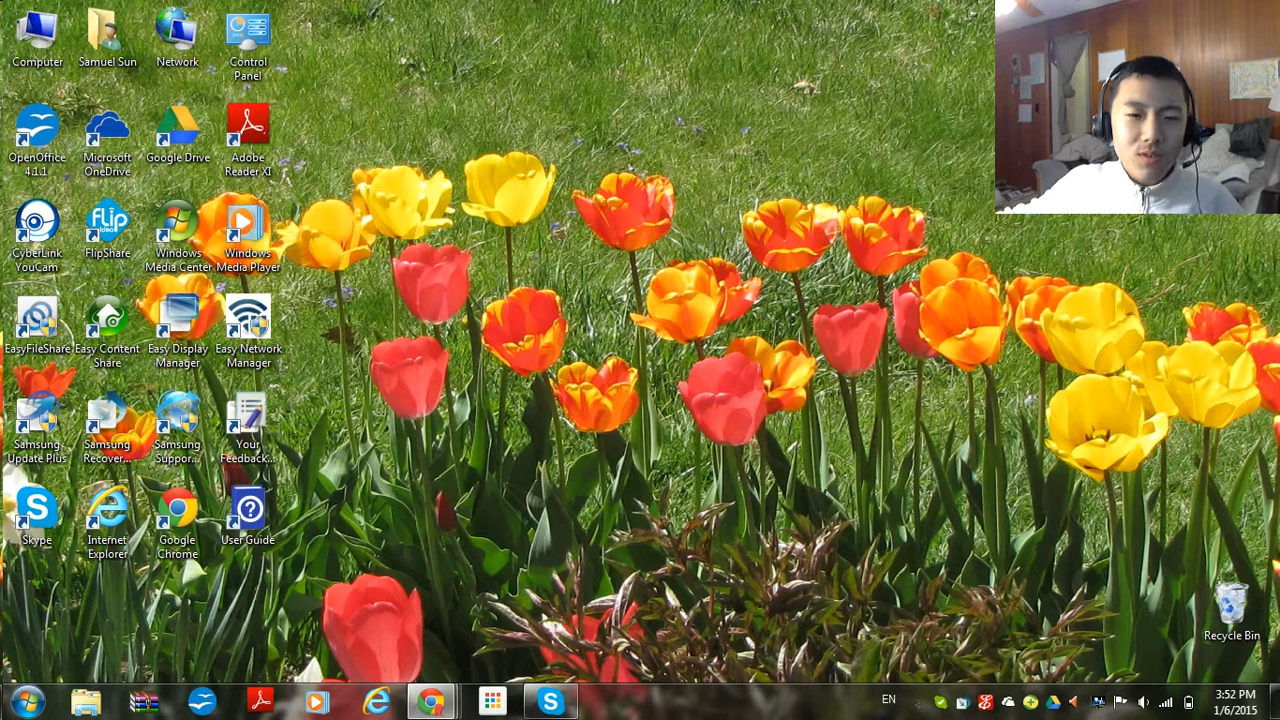 Computer
Samuel Sun
Network
Control
Panel
OpenOffice
4.1.1
Microsoft
OneDrive
Google Drive
Adobe
Reader XI
CyberLink
YouCam
flip
video
FlipShare
Windows
Media Center
Windows
Media Player
EasyFileShare
Easy Content
Share
Easy Display
Manager
Easy Network
Manager
Samsung
Update Plus
Samsung
Recover...
Samsung
Suppor...
Your
Feedback...
Skype
Internet
Explorer
Google
Chrome
User Guide
Recycle Bin
EN
3:52 PM
1/6/2015